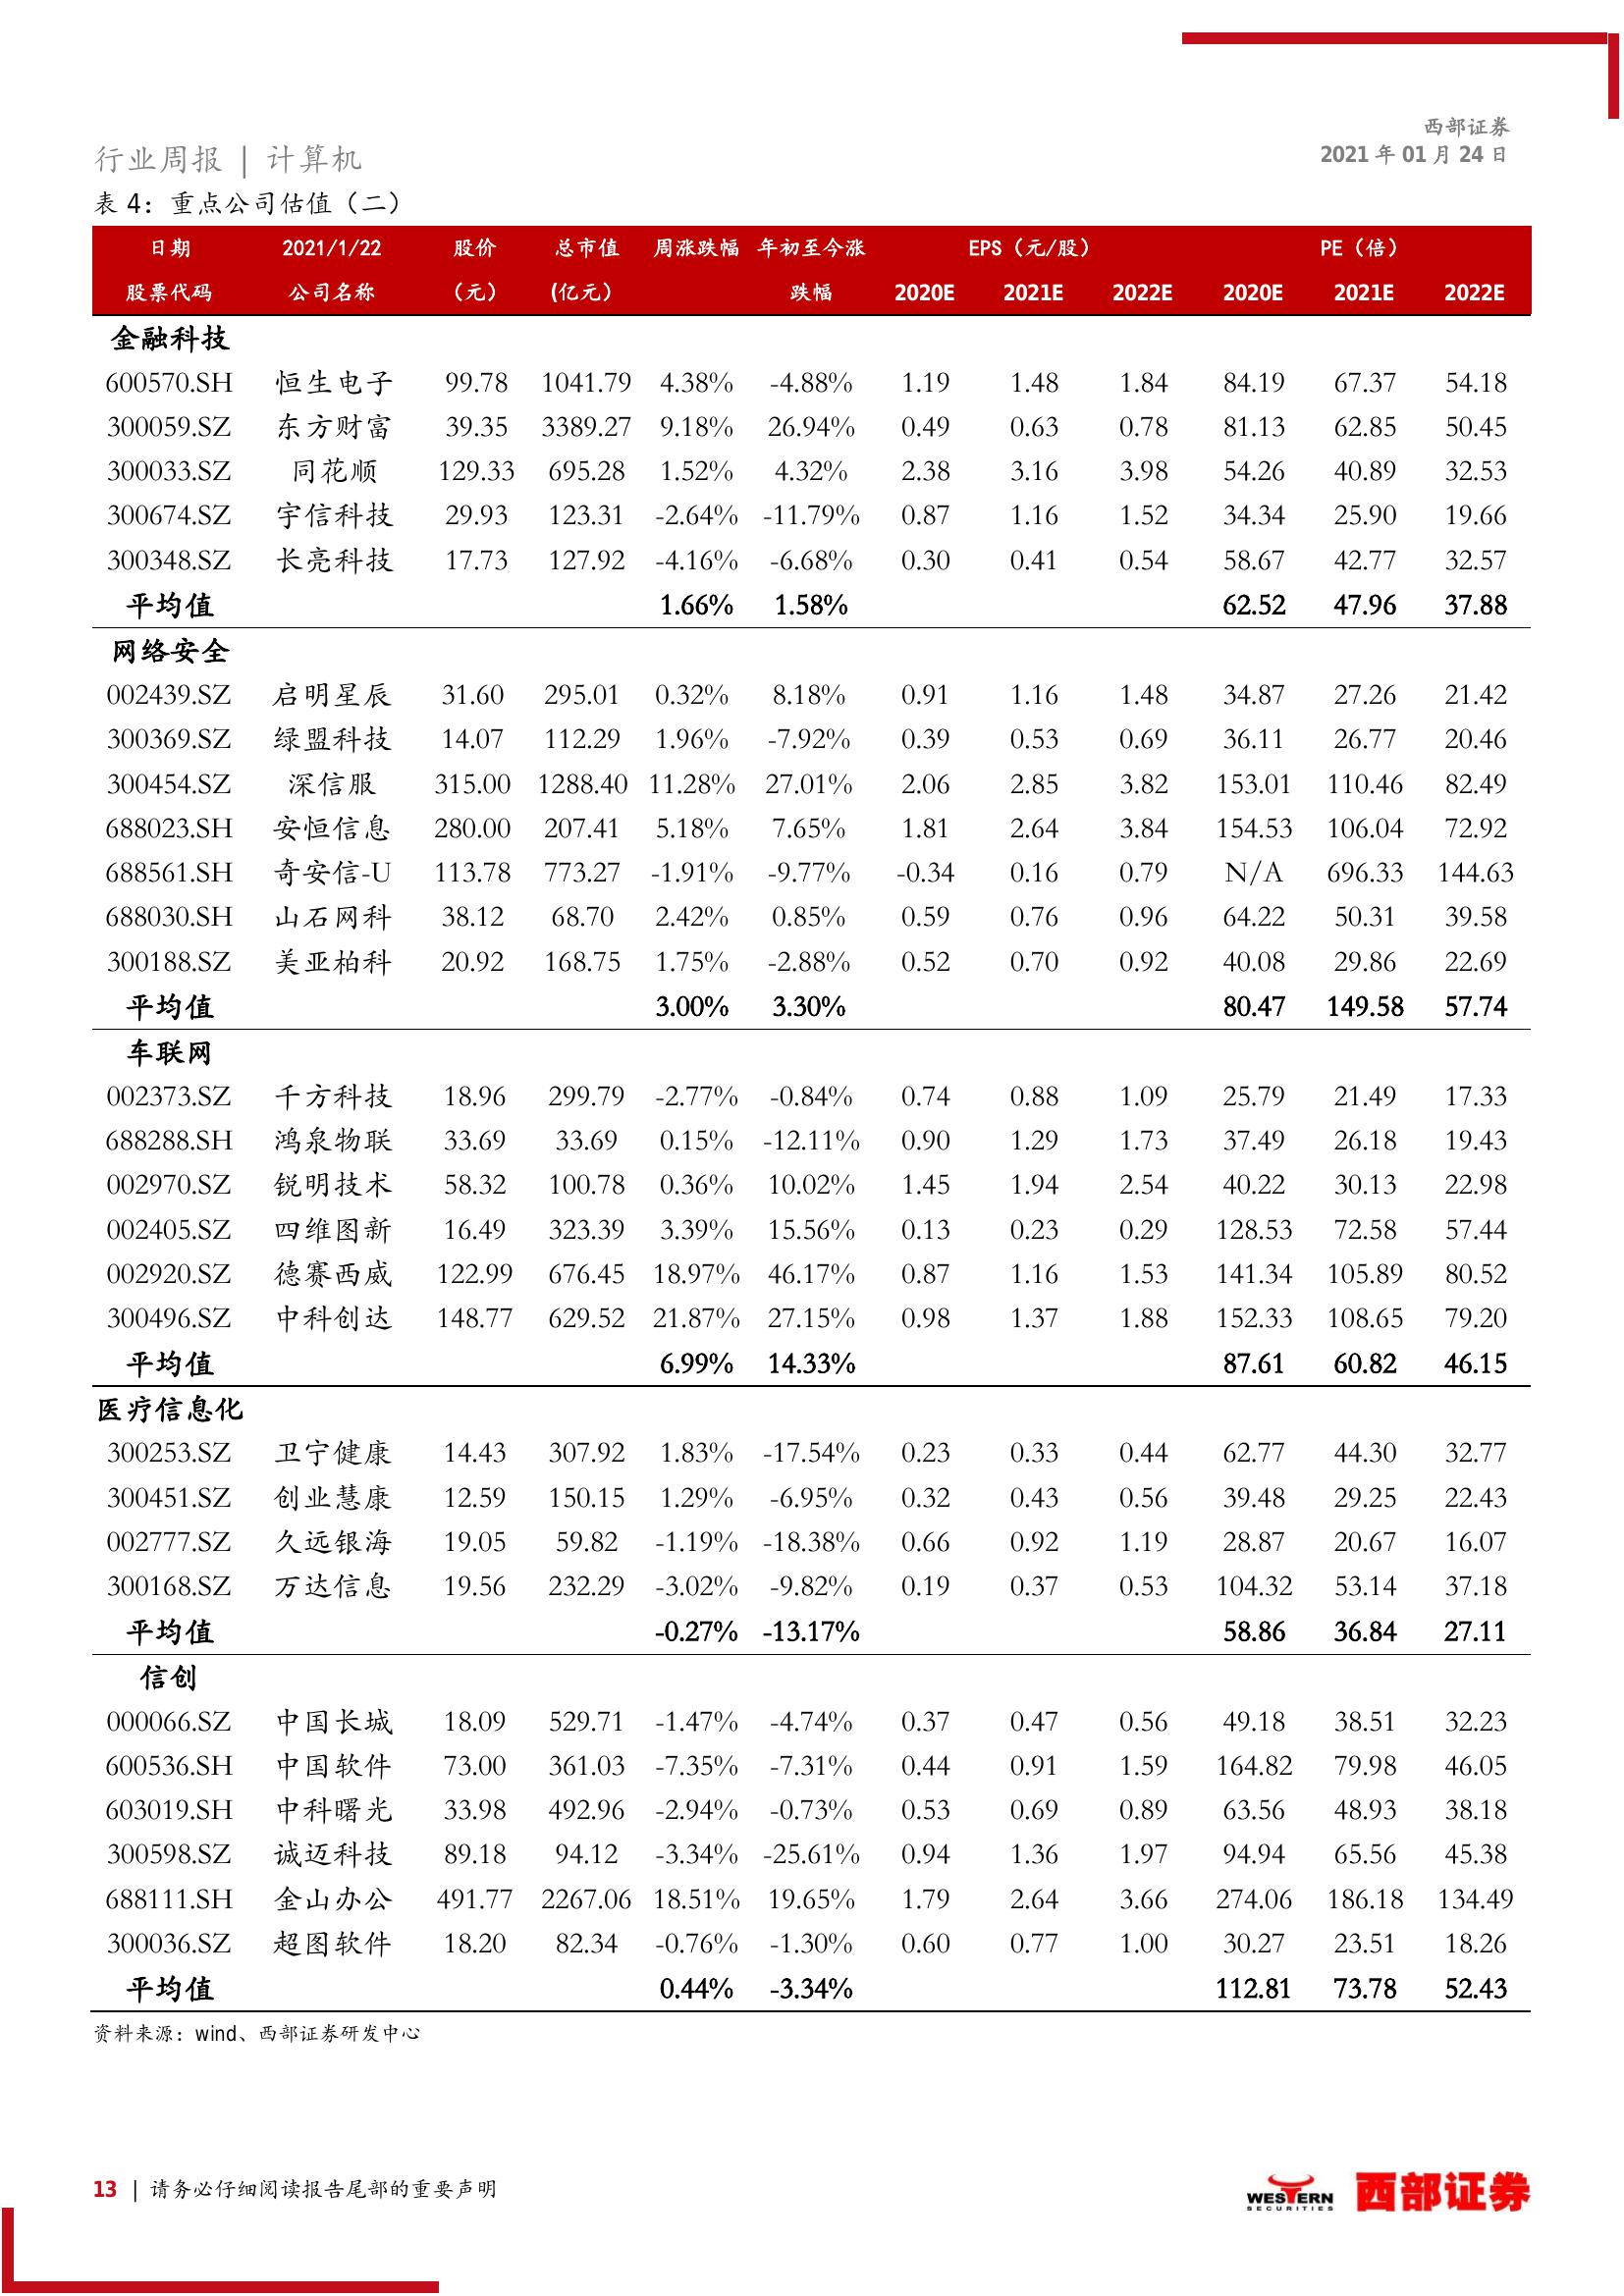 西部证券
2021 年 01 月 24 日
行业周报 | 计算机
表 4：重点公司估值（二）
日期 2021/1/22 股价 总市值 周涨跌幅 年初至今涨 EPS（元/股） PE（倍）
股票代码 公司名称 （元） (亿元） 跌幅 2020E 2021E 2022E 2020E 2021E 2022E
金融科技
600570.SH 恒生电子 99.78 1041.79 4.38% -4.88% 1.19 1.48 1.84 84.19 67.37 54.18
300059.SZ 东方财富 39.35 3389.27 9.18% 26.94% 0.49 0.63 0.78 81.13 62.85 50.45
300033.SZ 同花顺 129.33 695.28 1.52% 4.32% 2.38 3.16 3.98 54.26 40.89 32.53
300674.SZ 宇信科技 29.93 123.31 -2.64% -11.79% 0.87 1.16 1.52 34.34 25.90 19.66
300348.SZ 长亮科技 17.73 127.92 -4.16% -6.68% 0.30 0.41 0.54 58.67 42.77 32.57
平均值 1.66% 1.58% 62.52 47.96 37.88
网络安全
002439.SZ 启明星辰 31.60 295.01 0.32% 8.18% 0.91 1.16 1.48 34.87 27.26 21.42
300369.SZ 绿盟科技 14.07 112.29 1.96% -7.92% 0.39 0.53 0.69 36.11 26.77 20.46
300454.SZ 深信服 315.00 1288.40 11.28% 27.01% 2.06 2.85 3.82 153.01 110.46 82.49
688023.SH 安恒信息 280.00 207.41 5.18% 7.65% 1.81 2.64 3.84 154.53 106.04 72.92
688561.SH 奇安信-U 113.78 773.27 -1.91% -9.77% -0.34 0.16 0.79 N/A 696.33 144.63
688030.SH 山石网科 38.12 68.70 2.42% 0.85% 0.59 0.76 0.96 64.22 50.31 39.58
300188.SZ 美亚柏科 20.92 168.75 1.75% -2.88% 0.52 0.70 0.92 40.08 29.86 22.69
平均值 3.00% 3.30% 80.47 149.58 57.74
车联网
002373.SZ 千方科技 18.96 299.79 -2.77% -0.84% 0.74 0.88 1.09 25.79 21.49 17.33
688288.SH 鸿泉物联 33.69 33.69 0.15% -12.11% 0.90 1.29 1.73 37.49 26.18 19.43
002970.SZ 锐明技术 58.32 100.78 0.36% 10.02% 1.45 1.94 2.54 40.22 30.13 22.98
002405.SZ 四维图新 16.49 323.39 3.39% 15.56% 0.13 0.23 0.29 128.53 72.58 57.44
002920.SZ 德赛西威 122.99 676.45 18.97% 46.17% 0.87 1.16 1.53 141.34 105.89 80.52
300496.SZ 中科创达 148.77 629.52 21.87% 27.15% 0.98 1.37 1.88 152.33 108.65 79.20
平均值 6.99% 14.33% 87.61 60.82 46.15
医疗信息化
300253.SZ 卫宁健康 14.43 307.92 1.83% -17.54% 0.23 0.33 0.44 62.77 44.30 32.77
300451.SZ 创业慧康 12.59 150.15 1.29% -6.95% 0.32 0.43 0.56 39.48 29.25 22.43
002777.SZ 久远银海 19.05 59.82 -1.19% -18.38% 0.66 0.92 1.19 28.87 20.67 16.07
300168.SZ 万达信息 19.56 232.29 -3.02% -9.82% 0.19 0.37 0.53 104.32 53.14 37.18
平均值 -0.27% -13.17% 58.86 36.84 27.11
信创
000066.SZ 中国长城 18.09 529.71 -1.47% -4.74% 0.37 0.47 0.56 49.18 38.51 32.23
600536.SH 中国软件 73.00 361.03 -7.35% -7.31% 0.44 0.91 1.59 164.82 79.98 46.05
603019.SH 中科曙光 33.98 492.96 -2.94% -0.73% 0.53 0.69 0.89 63.56 48.93 38.18
300598.SZ 诚迈科技 89.18 94.12 -3.34% -25.61% 0.94 1.36 1.97 94.94 65.56 45.38
688111.SH 金山办公 491.77 2267.06 18.51% 19.65% 1.79 2.64 3.66 274.06 186.18 134.49
300036.SZ 超图软件 18.20 82.34 -0.76% -1.30% 0.60 0.77 1.00 30.27 23.51 18.26
平均值 0.44% -3.34% 112.81 73.78 52.43
资料来源：wind、西部证券研发中心
13 | 请务必仔细阅读报告尾部的重要声明
WESTERN
SECURITIES
西部证券